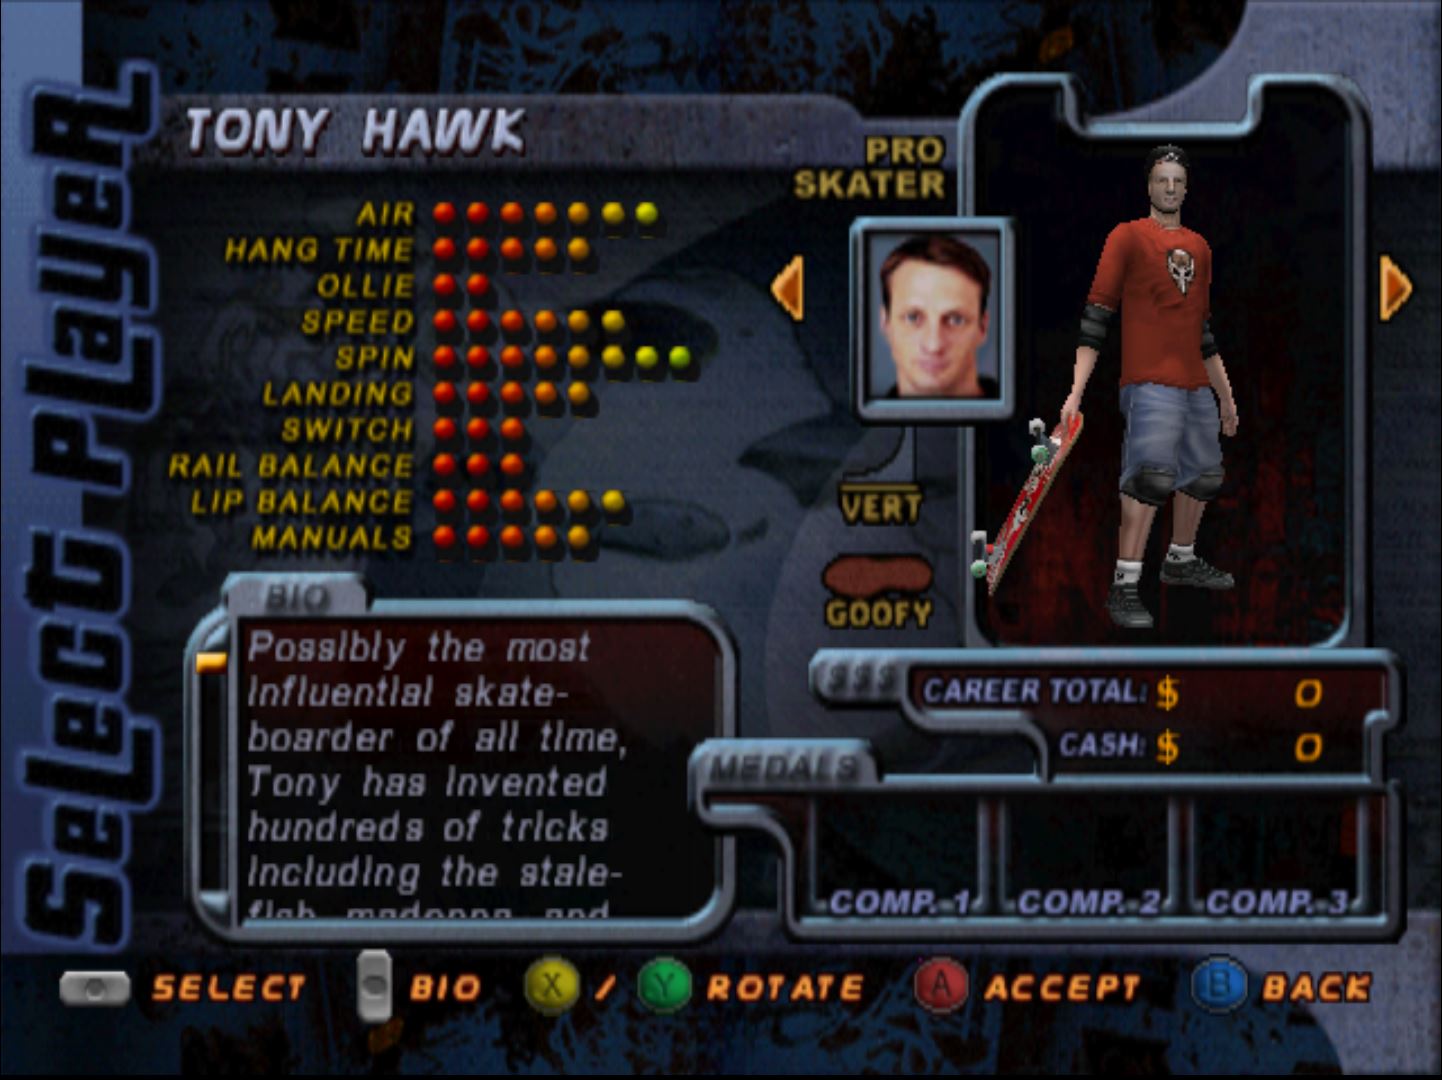 Select Player
TONY HAWK
PRO
SKATER
AIR
HANG TIME
OLLIE
SPEED
SPIN
LANDING
SWITCH
RAIL BALANCE
LIP BALANCE
MANUALS
VERT
GOOFY
BIO
Possibly the most
influential skate-
boarder of all time,
Tony has invented
hundreds of tricks
including the stale-
fish, madonna, and
$$$
CAREER TOTAL: $ 0
CASH: $ 0
MEDALS
COMP. 1 COMP. 2 COMP. 3
SELECT BIO X / Y ROTATE A ACCEPT B BACK